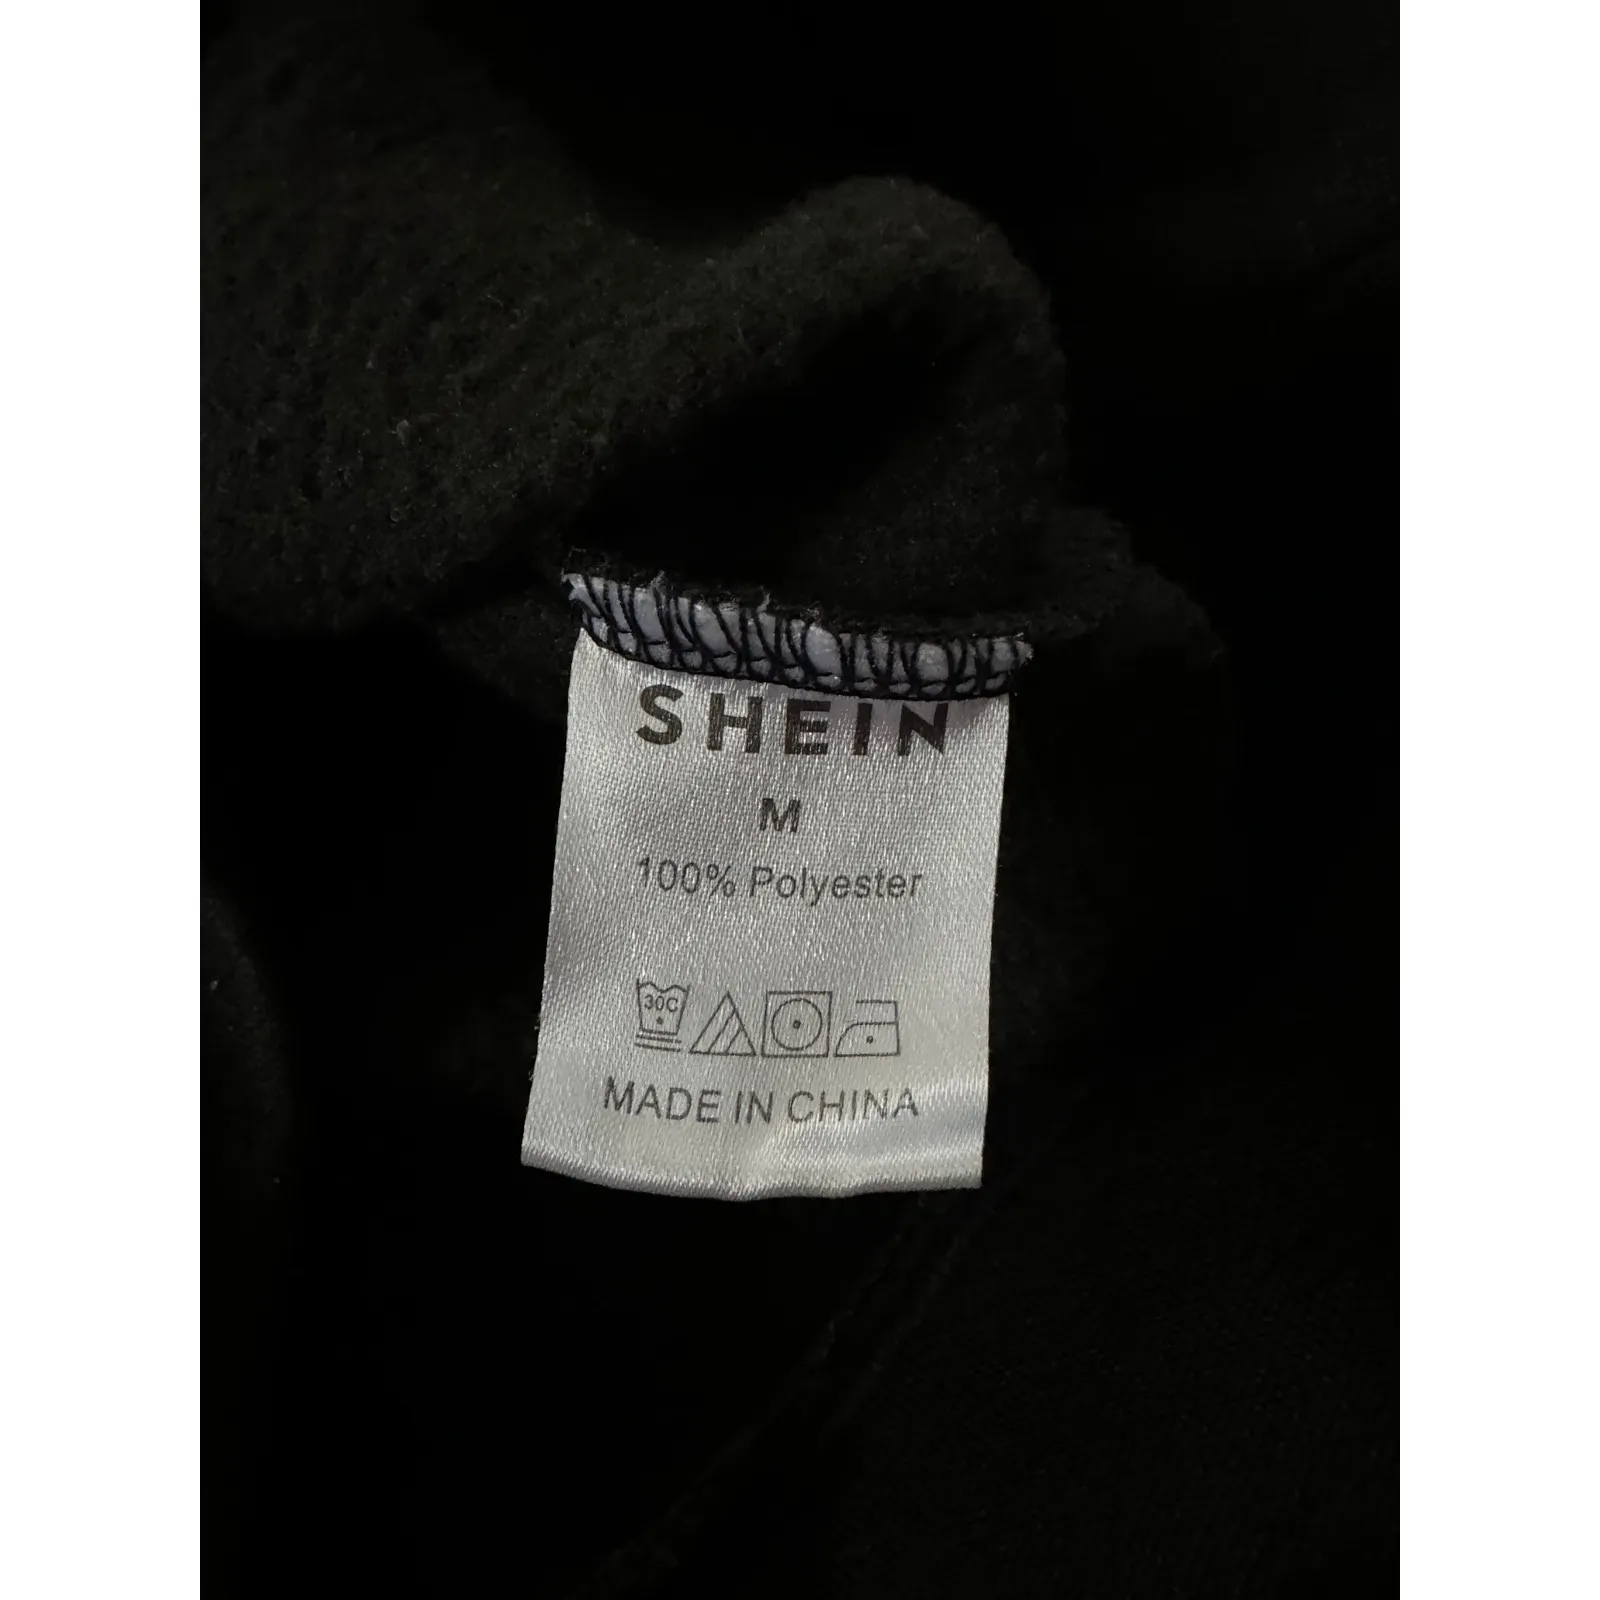 SHEIN
M
100% Polyester
30C
MADE IN CHINA